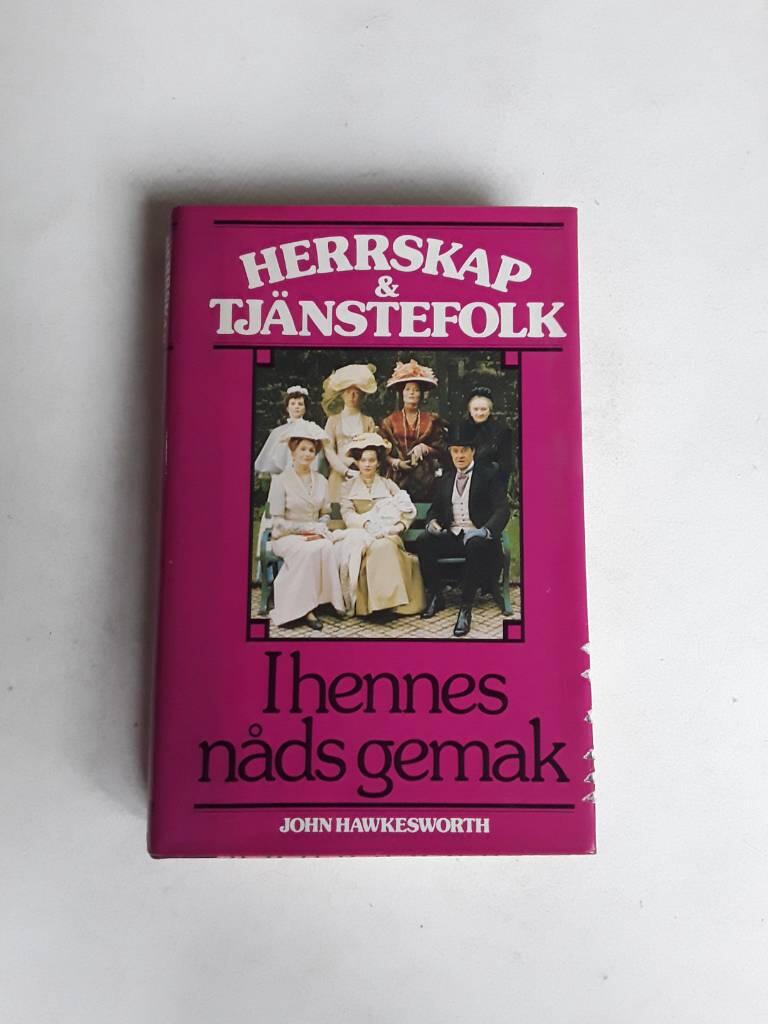 HERRSKAP
&
TJÄNSTEFOLK
I hennes
nåds gemak
JOHN HAWKESWORTH